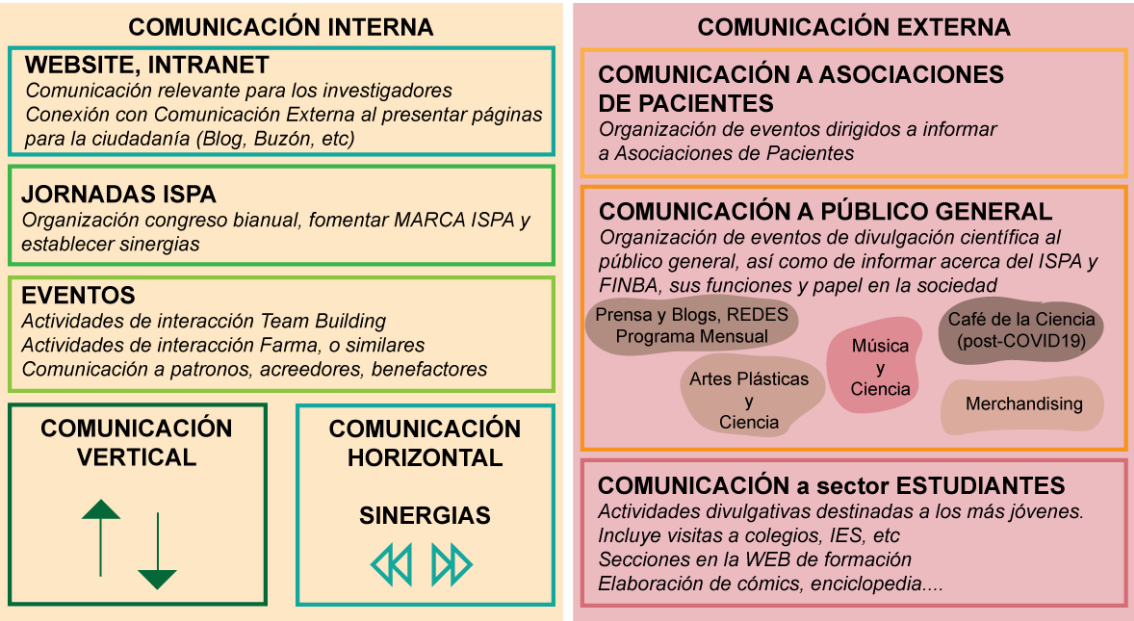 COMUNICACIÓN INTERNA
WEBSITE, INTRANET
Comunicación relevante para los investigadores
Conexión con Comunicación Externa al presentar páginas
para la ciudadanía (Blog, Buzón, etc)
JORNADAS ISPA
Organización congreso bianual, fomentar MARCA ISPA y
establecer sinergias
EVENTOS
Actividades de interacción Team Building
Actividades de interacción Farma, o similares
Comunicación a patronos, acreedores, benefactores
COMUNICACIÓN
VERTICAL
COMUNICACIÓN
HORIZONTAL
SINERGIAS
COMUNICACIÓN EXTERNA
COMUNICACIÓN A ASOCIACIONES
DE PACIENTES
Organización de eventos dirigidos a informar
a Asociaciones de Pacientes
COMUNICACIÓN A PÚBLICO GENERAL
Organización de eventos de divulgación científica al
público general, así como de informar acerca del ISPA y
FINBA, sus funciones y papel en la sociedad
Prensa y Blogs, REDES
Programa Mensual
Artes Plásticas
y
Ciencia
Música
y
Ciencia
Café de la Ciencia
(post-COVID19)
Merchandising
COMUNICACIÓN a sector ESTUDIANTES
Actividades divulgativas destinadas a los más jóvenes.
Incluye visitas a colegios, IES, etc
Secciones en la WEB de formación
Elaboración de cómics, enciclopedia....